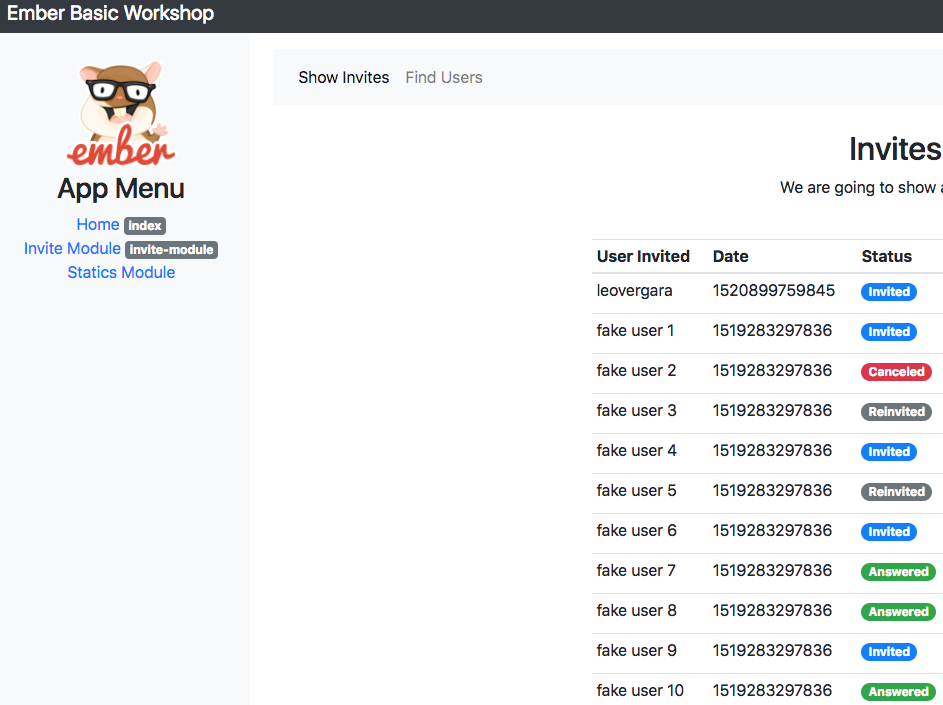 Ember Basic Workshop
ember
App Menu
Home index
Invite Module invite-module
Statics Module
Show Invites Find Users
Invites
We are going to show
User Invited Date Status
leovergara 1520899759845 Invited
fake user 1 1519283297836 Invited
fake user 2 1519283297836 Canceled
fake user 3 1519283297836 Reinvited
fake user 4 1519283297836 Invited
fake user 5 1519283297836 Reinvited
fake user 6 1519283297836 Invited
fake user 7 1519283297836 Answered
fake user 8 1519283297836 Answered
fake user 9 1519283297836 Invited
fake user 10 1519283297836 Answered